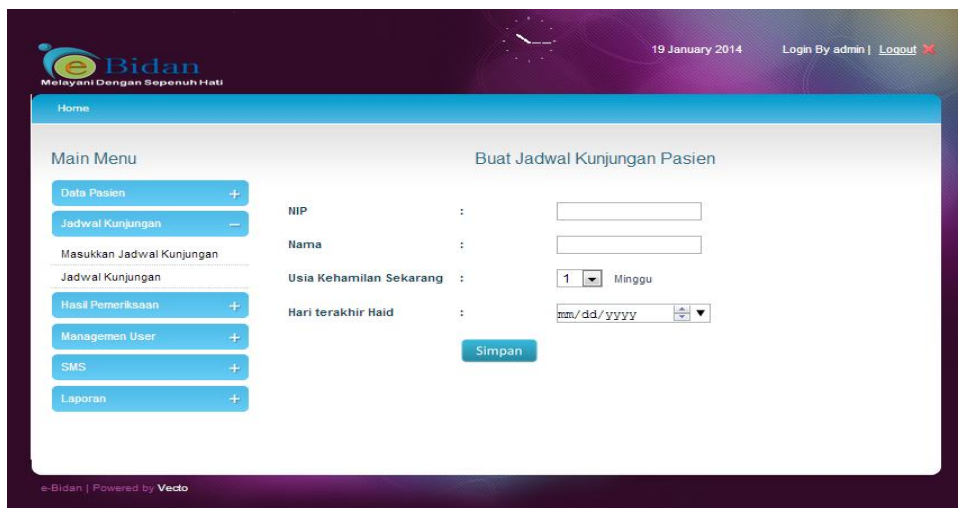 e Bidan
Melayani Dengan Sepenuh Hati
19 January 2014
Login By admin | Logout
Home
Main Menu
Buat Jadwal Kunjungan Pasien
Data Pasien
Jadwal Kunjungan
Masukkan Jadwal Kunjungan
Jadwal Kunjungan
Hasil Pemeriksaan
Managemen User
SMS
Laporan
NIP :
Nama :
Usia Kehamilan Sekarang : 1 Minggu
Hari terakhir Haid : mm/dd/yyyy
Simpan
e-Bidan | Powered by Vecto